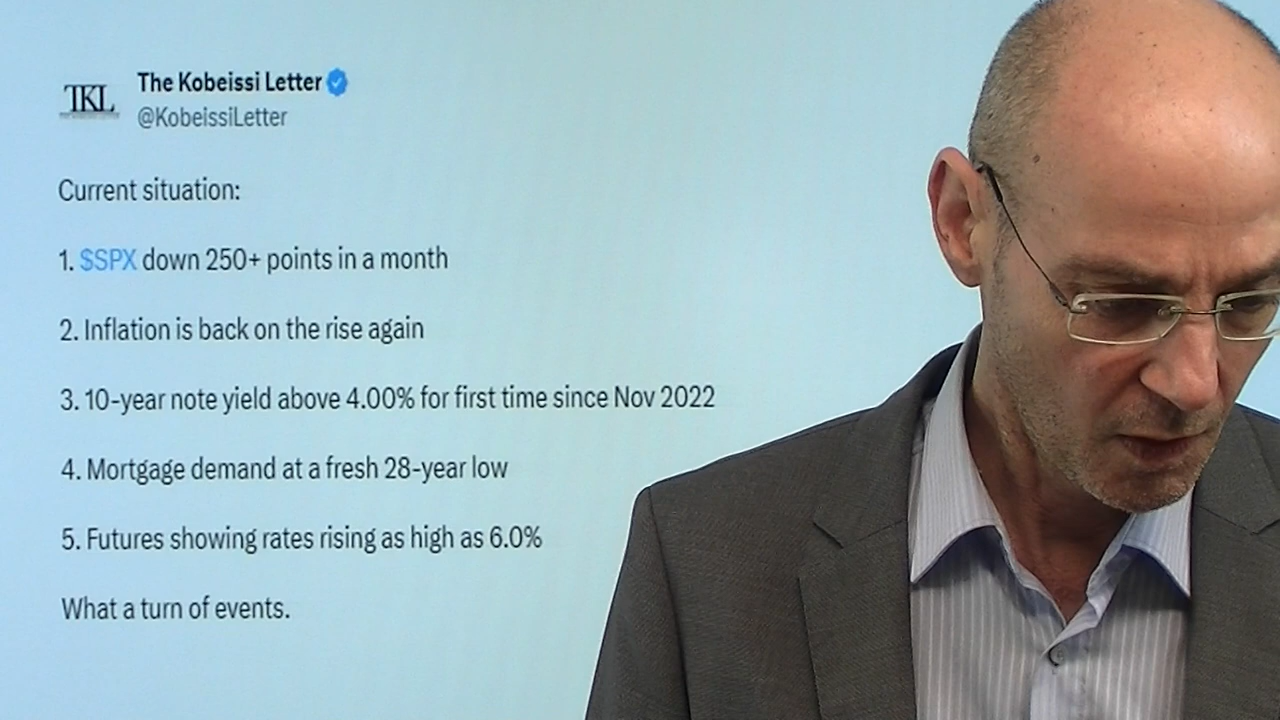 TKL
The Kobeissi Letter
@KobeissiLetter
Current situation:
1. $SPX down 250+ points in a month
2. Inflation is back on the rise again
3. 10-year note yield above 4.00% for first time since Nov 2022
4. Mortgage demand at a fresh 28-year low
5. Futures showing rates rising as high as 6.0%
What a turn of events.